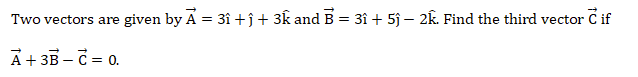 Two vectors are given by A⃗ = 3î + ĵ + 3k̂ and B⃗ = 3î + 5ĵ − 2k̂. Find the third vector C⃗ if
A⃗ + 3B⃗ − C⃗ = 0.